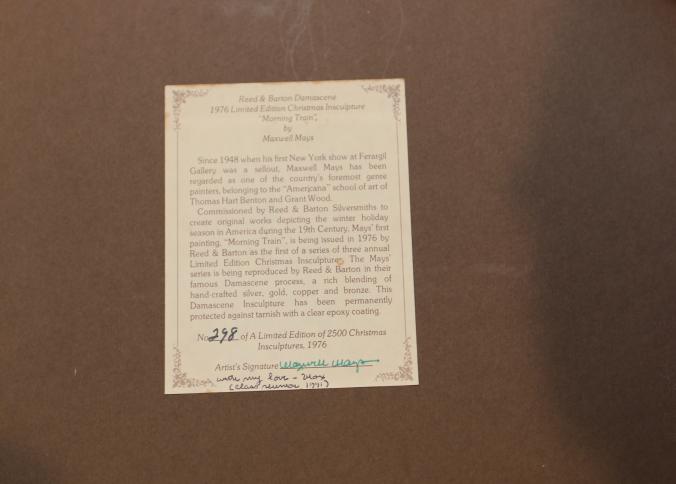 Reed & Barton Damascene
1976 Limited Edition Christmas Insculpture
"Morning Train",
by
Maxwell Mays
Since 1948 when his first New York show at Ferargil
Gallery was a sellout, Maxwell Mays has been
regarded as one of the country's foremost genre
painters, belonging to the "Americana" school of art of
Thomas Hart Benton and Grant Wood.
Commissioned by Reed & Barton Silversmiths to
create original works depicting the winter holiday
season in America during the 19th Century, Mays' first
painting, "Morning Train", is being issued in 1976 by
Reed & Barton as the first of a series of three annual
Limited Edition Christmas Insculptures. The Mays'
series is being reproduced by Reed & Barton in their
famous Damascene process, a rich blending of
hand-crafted silver, gold, copper and bronze. This
Damascene Insculpture has been permanently
protected against tarnish with a clear epoxy coating.
No. 298 of A Limited Edition of 2500 Christmas
Insculptures, 1976
Artist's Signature Maxwell Mays
with my love -
(class reunion